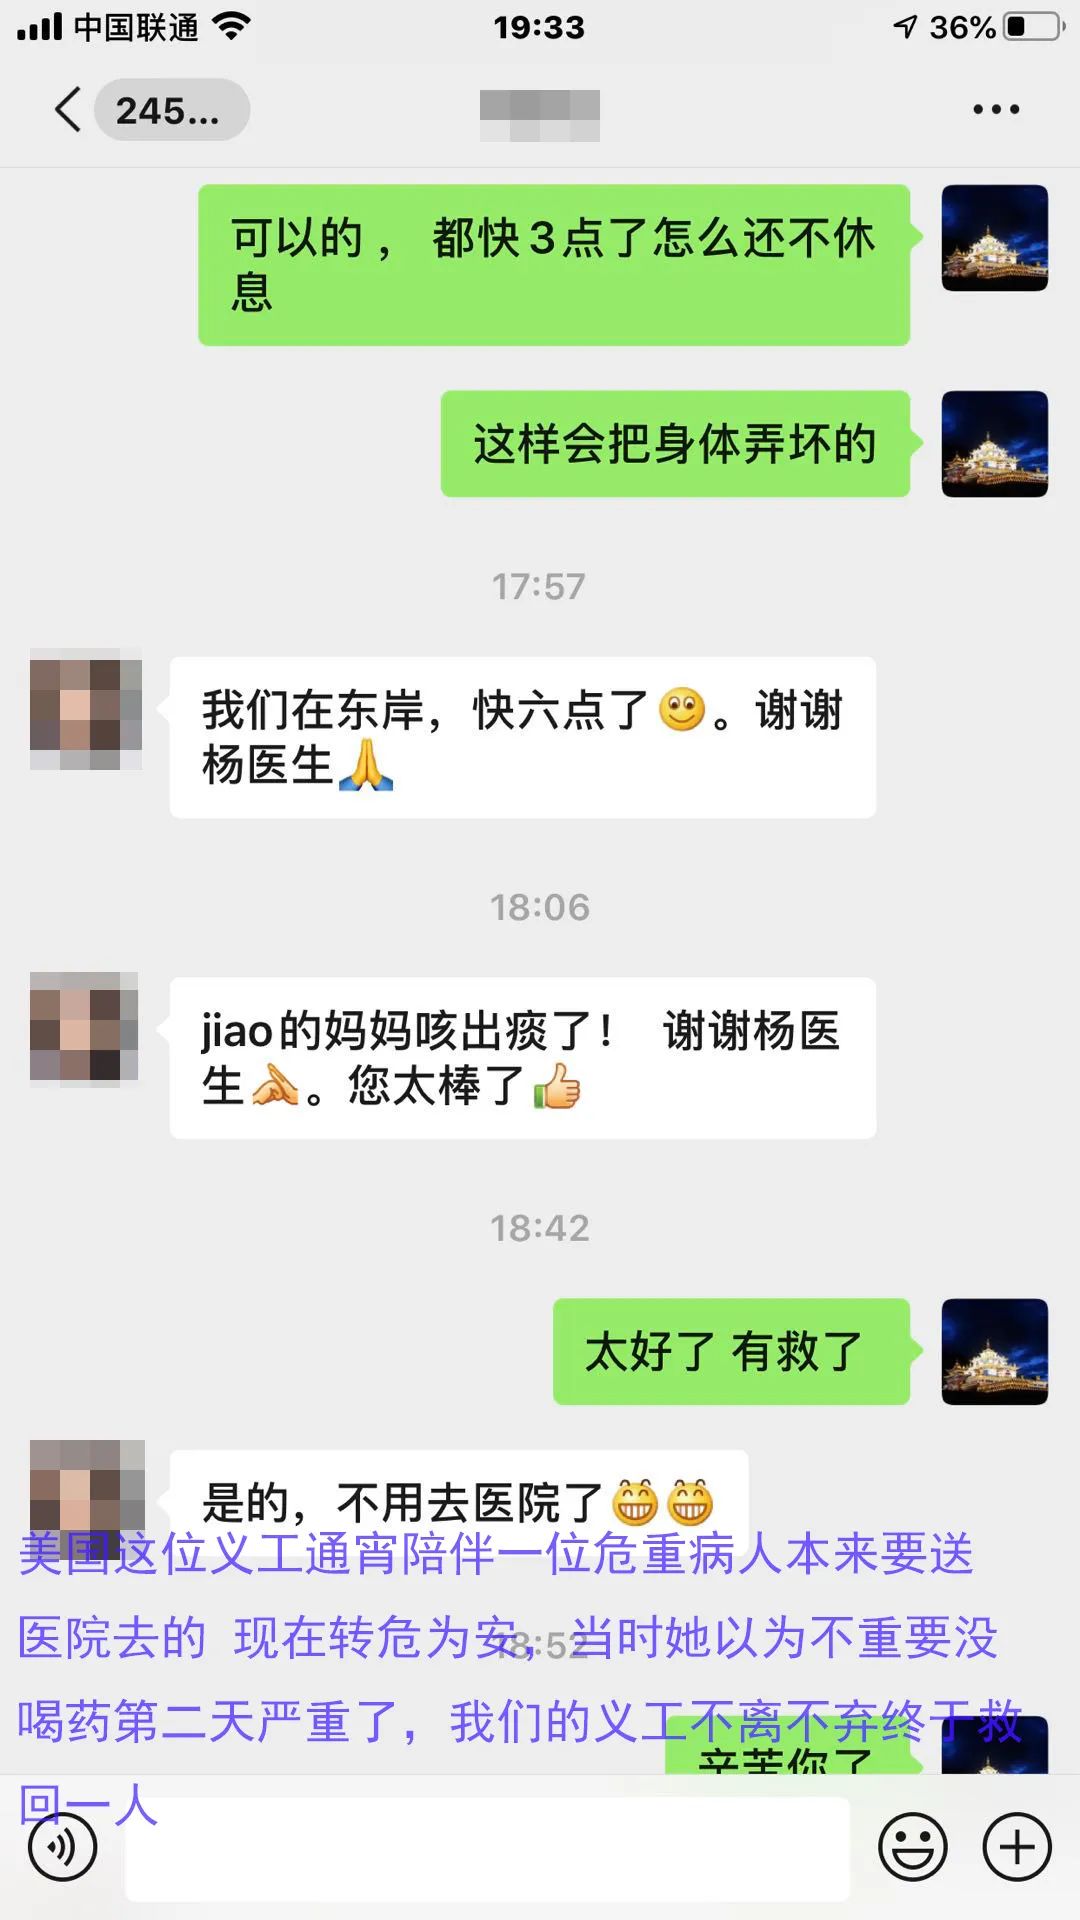 中国联通
19:33
36%
245...
可以的， 都快3点了怎么还不休
息
这样会把身体弄坏的
17:57
我们在东岸，快六点了🙂。谢谢
杨医生🙏
18:06
jiao的妈妈咳出痰了！ 谢谢杨医
生。您太棒了👍
18:42
太好了 有救了
是的，不用去医院了😁😁
美国这位义工通宵陪伴一位危重病人本来要送
医院去的 现在转危为安，当时她以为不重要没
18:52
喝药第二天严重了，我们的义工不离不弃终于救
辛苦你了
回一人